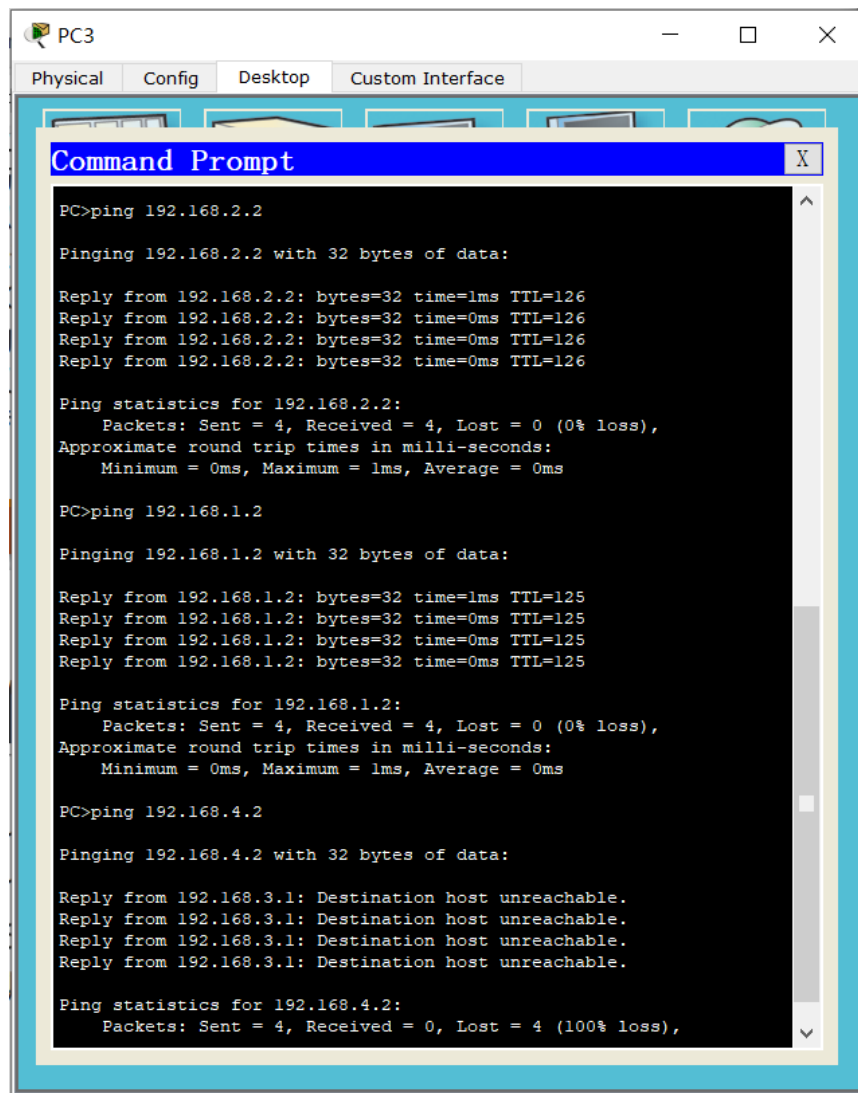 PC3
Physical Config Desktop Custom Interface
Command Prompt X
PC>ping 192.168.2.2
Pinging 192.168.2.2 with 32 bytes of data:
Reply from 192.168.2.2: bytes=32 time=1ms TTL=126
Reply from 192.168.2.2: bytes=32 time=0ms TTL=126
Reply from 192.168.2.2: bytes=32 time=0ms TTL=126
Reply from 192.168.2.2: bytes=32 time=0ms TTL=126
Ping statistics for 192.168.2.2:
Packets: Sent = 4, Received = 4, Lost = 0 (0% loss),
Approximate round trip times in milli-seconds:
Minimum = 0ms, Maximum = 1ms, Average = 0ms
PC>ping 192.168.1.2
Pinging 192.168.1.2 with 32 bytes of data:
Reply from 192.168.1.2: bytes=32 time=1ms TTL=125
Reply from 192.168.1.2: bytes=32 time=0ms TTL=125
Reply from 192.168.1.2: bytes=32 time=0ms TTL=125
Reply from 192.168.1.2: bytes=32 time=0ms TTL=125
Ping statistics for 192.168.1.2:
Packets: Sent = 4, Received = 4, Lost = 0 (0% loss),
Approximate round trip times in milli-seconds:
Minimum = 0ms, Maximum = 1ms, Average = 0ms
PC>ping 192.168.4.2
Pinging 192.168.4.2 with 32 bytes of data:
Reply from 192.168.3.1: Destination host unreachable.
Reply from 192.168.3.1: Destination host unreachable.
Reply from 192.168.3.1: Destination host unreachable.
Reply from 192.168.3.1: Destination host unreachable.
Ping statistics for 192.168.4.2:
Packets: Sent = 4, Received = 0, Lost = 4 (100% loss),